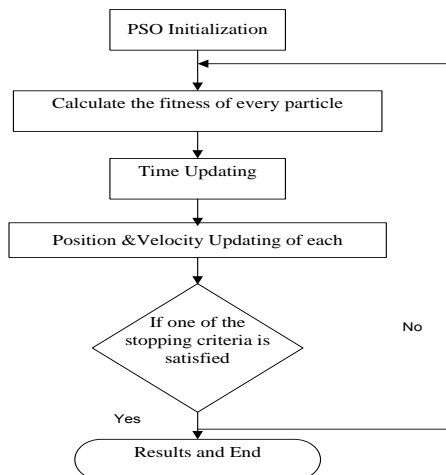 PSO Initialization
Calculate the fitness of every particle
Time Updating
Position &Velocity Updating of each
If one of the
stopping criteria is
satisfied
No
Yes
Results and End